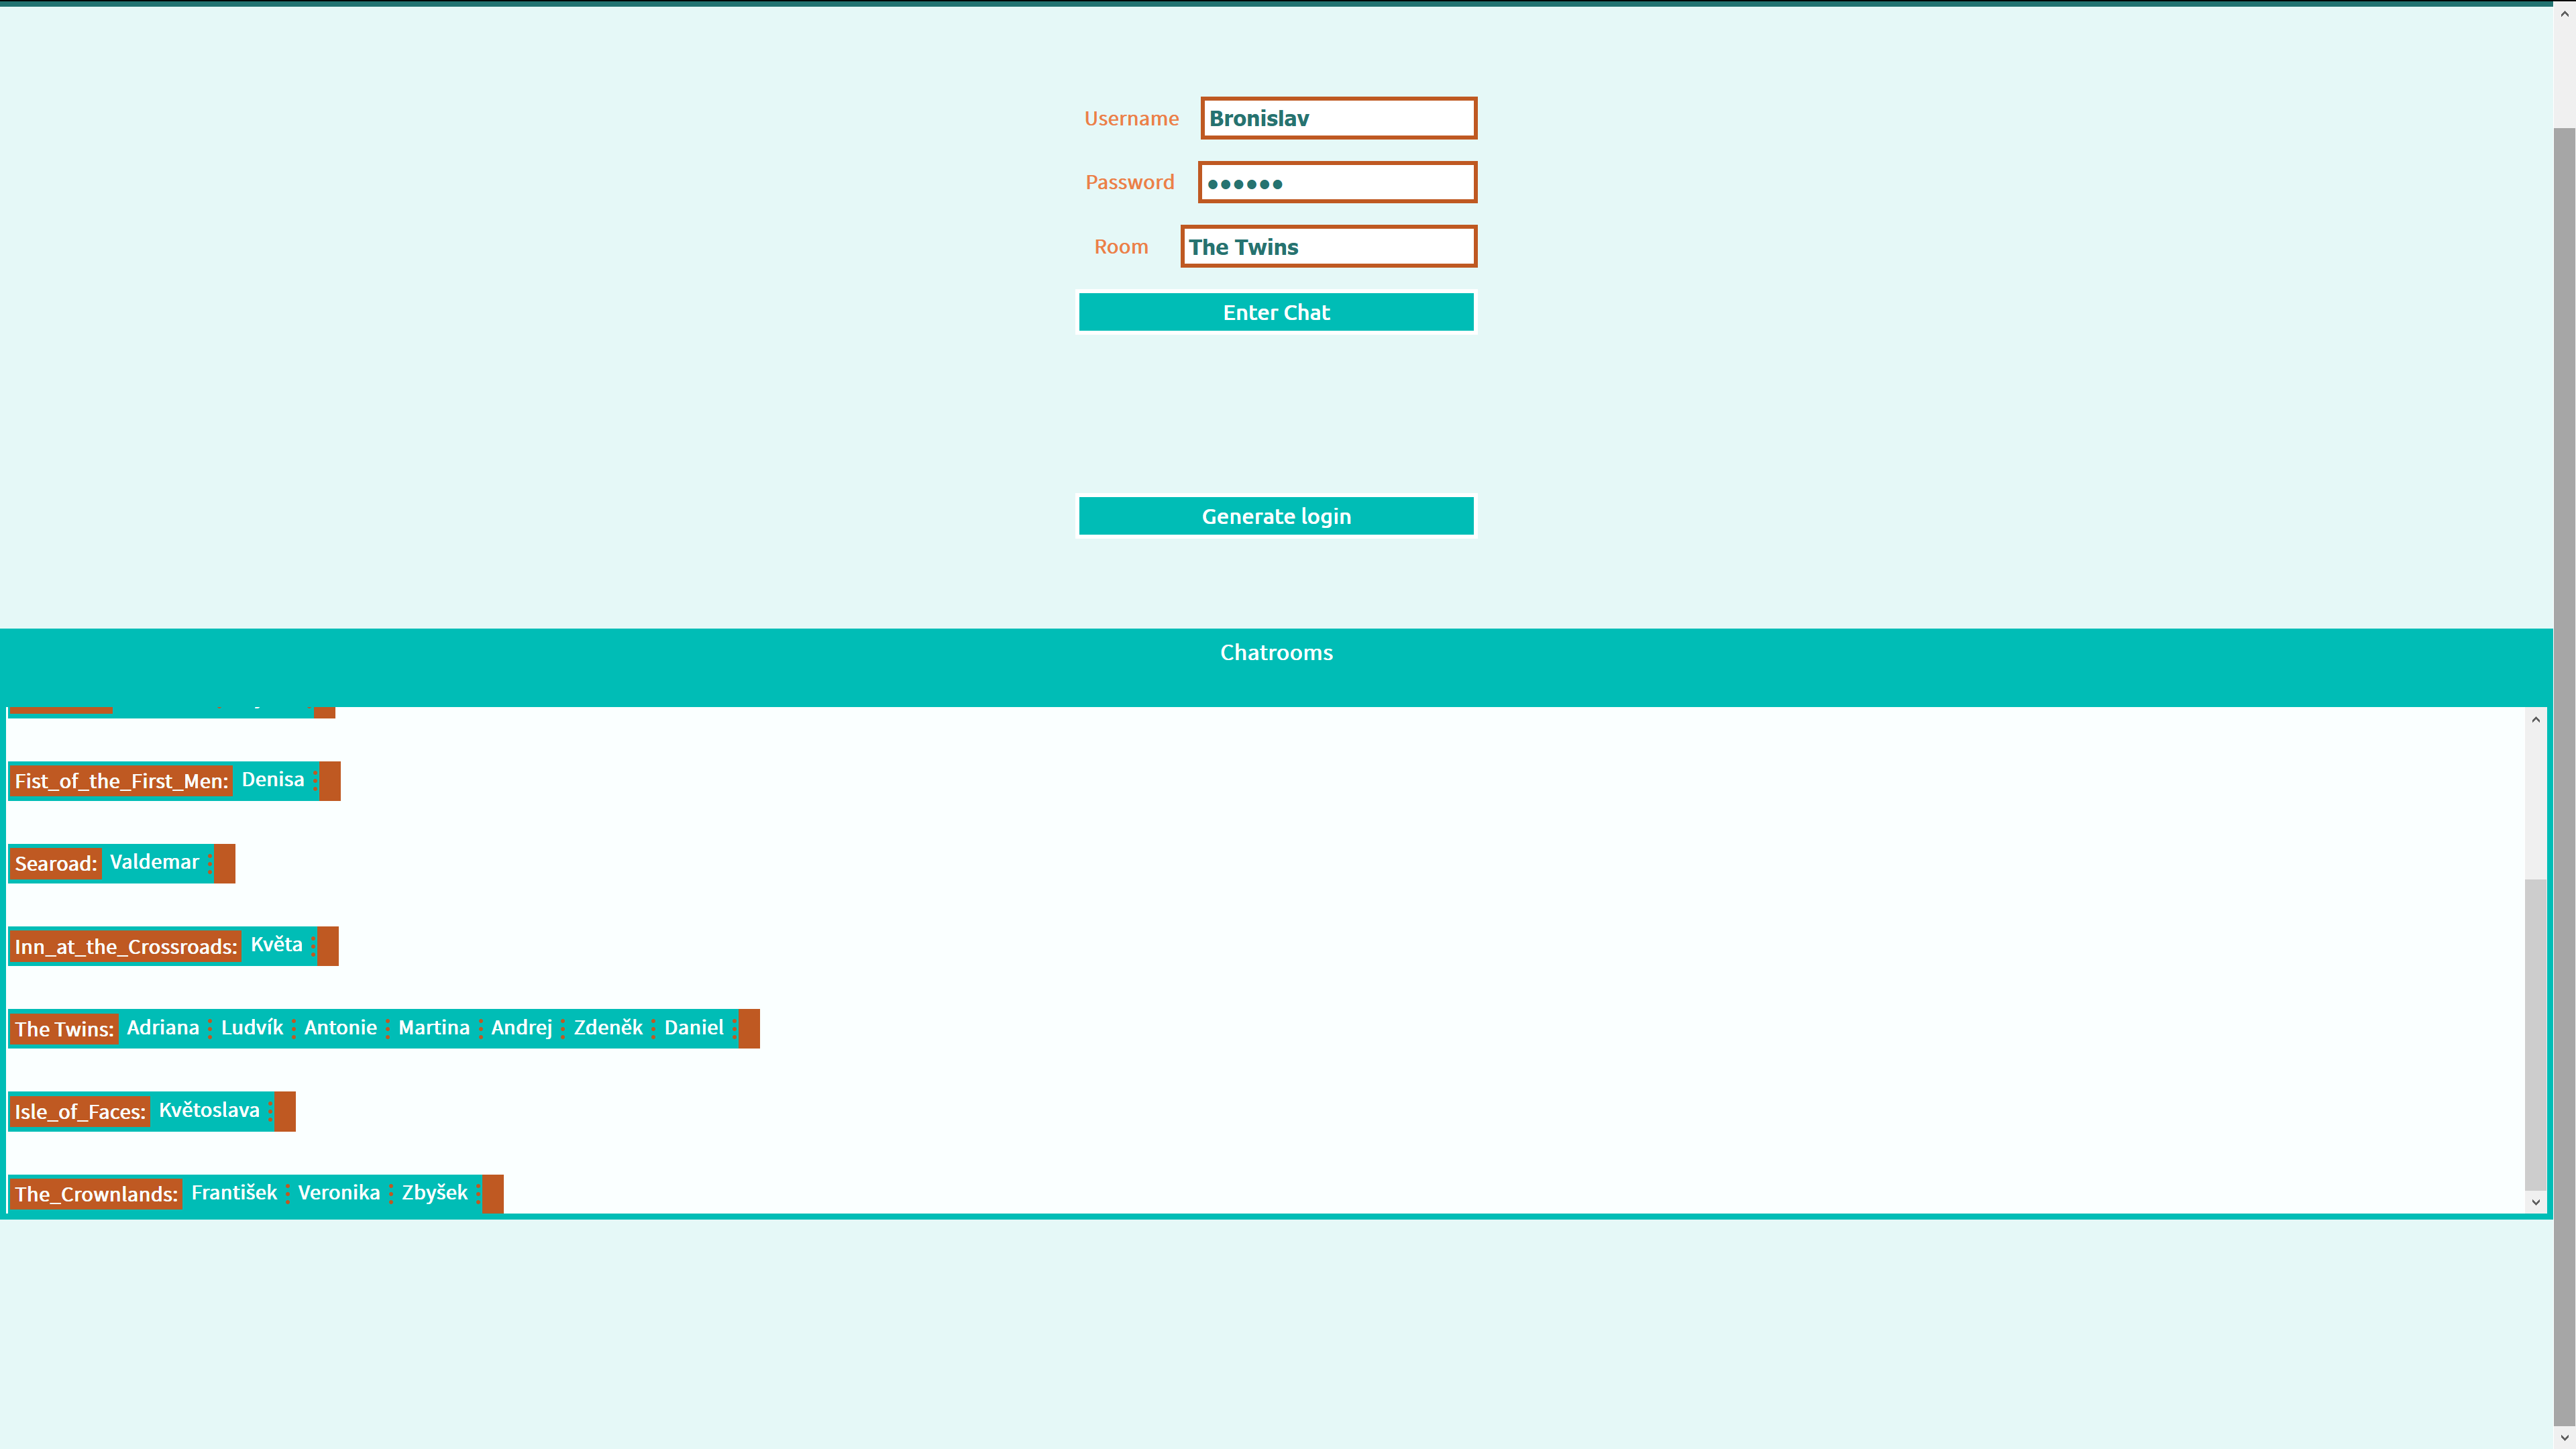 Username Bronislav
Password ••••••
Room The Twins
Enter Chat
Generate login
Chatrooms
Fist_of_the_First_Men: Denisa
Searoad: Valdemar
Inn_at_the_Crossroads: Květa
The Twins: Adriana Ludvík Antonie Martina Andrej Zdeněk Daniel
Isle_of_Faces: Květoslava
The_Crownlands: František Veronika Zbyšek